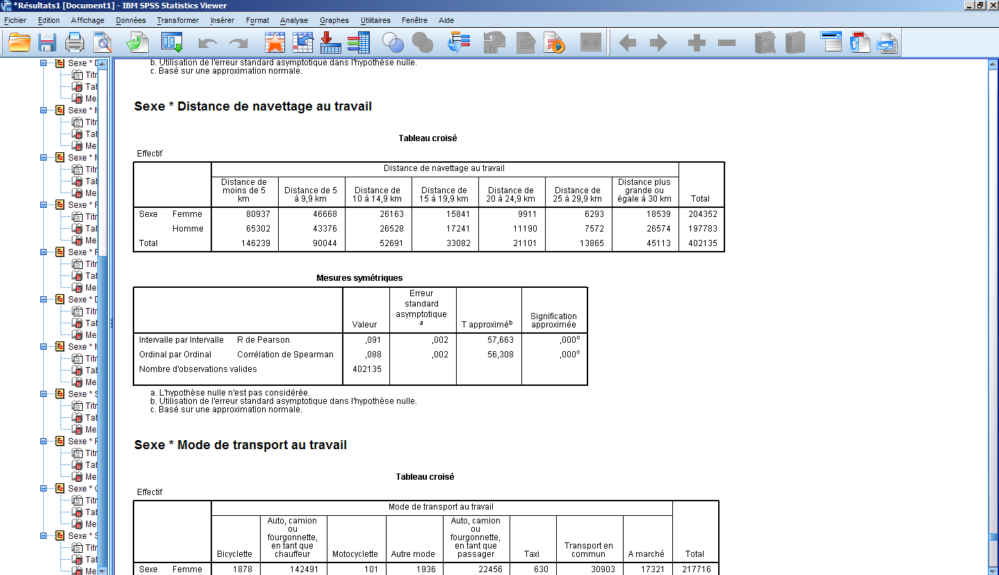 *Résultats1 [Document1] - IBM SPSS Statistics Viewer
Fichier Edition Affichage Données Transformer Insérer Format Analyse Graphes Utilitaires Fenêtre Aide
Sexe * D
Titr
Tab
Me
Sexe * M
Titr
Tab
Me
Sexe * M
Titr
Tab
Me
Sexe * F
Titr
Tab
Me
Sexe * F
Titr
Tab
Me
Sexe * D
Titr
Tab
Me
Sexe * M
Titr
Tab
Me
Sexe * S
Titr
Tab
Me
Sexe * F
Titr
Tab
Me
Sexe * C
Titr
Tab
Me
Sexe * S
Titr
Tab
Me
b. Utilisation de l'erreur standard asymptotique dans l'hypothèse nulle.
c. Basé sur une approximation normale.
Sexe * Distance de navettage au travail
Tableau croisé
Effectif
Distance de navettage au travail
Distance de moins de 5 km
Distance de 5 à 9,9 km
Distance de 10 à 14,9 km
Distance de 15 à 19,9 km
Distance de 20 à 24,9 km
Distance de 25 à 29,9 km
Distance plus grande ou égale à 30 km
Total
Sexe Femme 80937 46668 26163 15841 9911 6293 18539 204352
Homme 65302 43376 26528 17241 11190 7572 26574 197783
Total 146239 90044 52691 33082 21101 13865 45113 402135
Mesures symétriques
Valeur
Erreur standard asymptotique a
T approximé b
Signification approximée
Intervalle par Intervalle R de Pearson ,091 ,002 57,663 ,000 c
Ordinal par Ordinal Corrélation de Spearman ,088 ,002 56,308 ,000 c
Nombre d'observations valides 402135
a. L'hypothèse nulle n'est pas considérée.
b. Utilisation de l'erreur standard asymptotique dans l'hypothèse nulle.
c. Basé sur une approximation normale.
Sexe * Mode de transport au travail
Tableau croisé
Effectif
Mode de transport au travail
Bicyclette
Auto, camion ou fourgonnette, en tant que chauffeur
Motocyclette
Autre mode
Auto, camion ou fourgonnette, en tant que passager
Taxi
Transport en commun
A marché
Total
Sexe Femme 1878 142491 101 1936 22456 630 30903 17321 217716